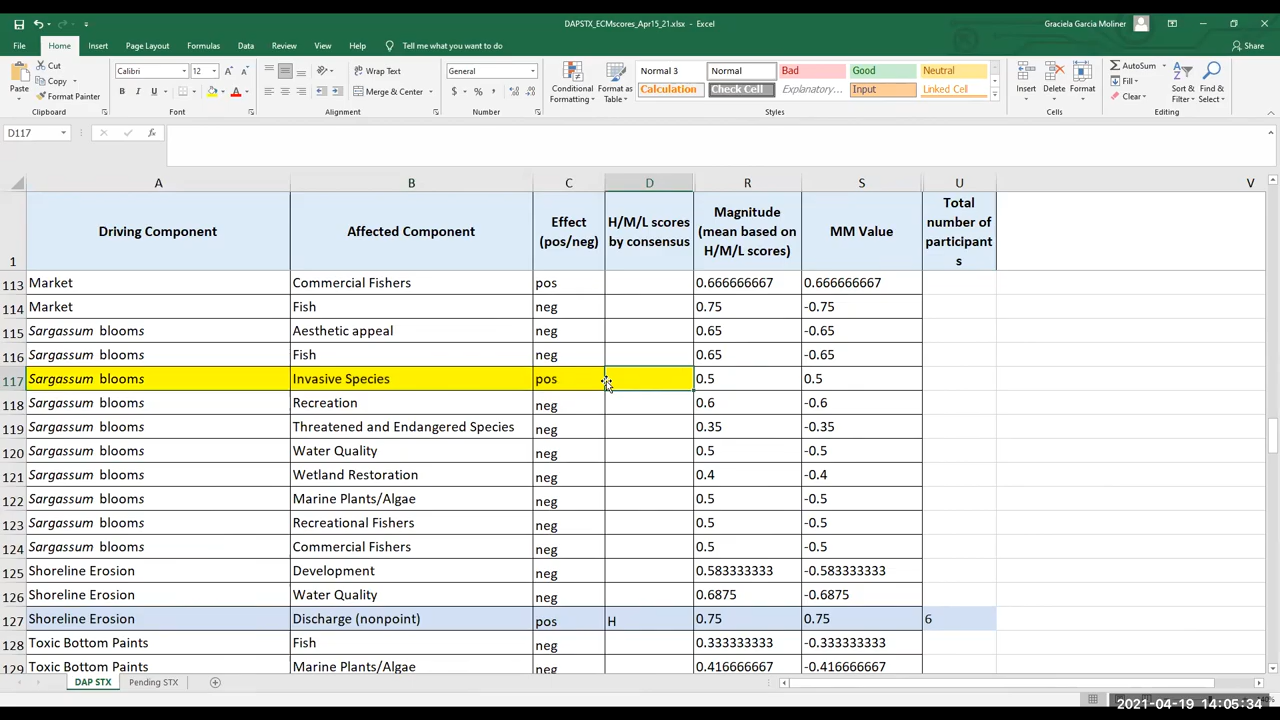 DAPSTX_ECMscores_Apr15_21.xlsx - Excel
Graciela Garcia Moliner
File Home Insert Page Layout Formulas Data Review View Help Tell me what you want to do Share
Paste Cut Copy Format Painter
Calibri 12 B I U A
Wrap Text Merge & Center
General $ % ,
Conditional Formatting Format as Table
Normal 3 Normal Bad Good Neutral
Calculation Check Cell Explanatory... Input Linked Cell
Insert Delete Format
AutoSum Fill Clear Sort & Filter Find & Select
Clipboard Font Alignment Number Styles Cells Editing
D117 fx
A B C D R S U V
1 Driving Component Affected Component Effect (pos/neg) H/M/L scores by consensus Magnitude (mean based on H/M/L scores) MM Value Total number of participants
113 Market Commercial Fishers pos 0.666666667 0.666666667
114 Market Fish neg 0.75 -0.75
115 Sargassum blooms Aesthetic appeal neg 0.65 -0.65
116 Sargassum blooms Fish neg 0.65 -0.65
117 Sargassum blooms Invasive Species pos 0.5 0.5
118 Sargassum blooms Recreation neg 0.6 -0.6
119 Sargassum blooms Threatened and Endangered Species neg 0.35 -0.35
120 Sargassum blooms Water Quality neg 0.5 -0.5
121 Sargassum blooms Wetland Restoration neg 0.4 -0.4
122 Sargassum blooms Marine Plants/Algae neg 0.5 -0.5
123 Sargassum blooms Recreational Fishers neg 0.5 -0.5
124 Sargassum blooms Commercial Fishers neg 0.5 -0.5
125 Shoreline Erosion Development neg 0.583333333 -0.583333333
126 Shoreline Erosion Water Quality neg 0.6875 -0.6875
127 Shoreline Erosion Discharge (nonpoint) pos H 0.75 0.75 6
128 Toxic Bottom Paints Fish neg 0.333333333 -0.333333333
129 Toxic Bottom Paints Marine Plants/Algae neg 0.416666667 -0.416666667
DAP STX Pending STX
2021-04-19 14:05:34